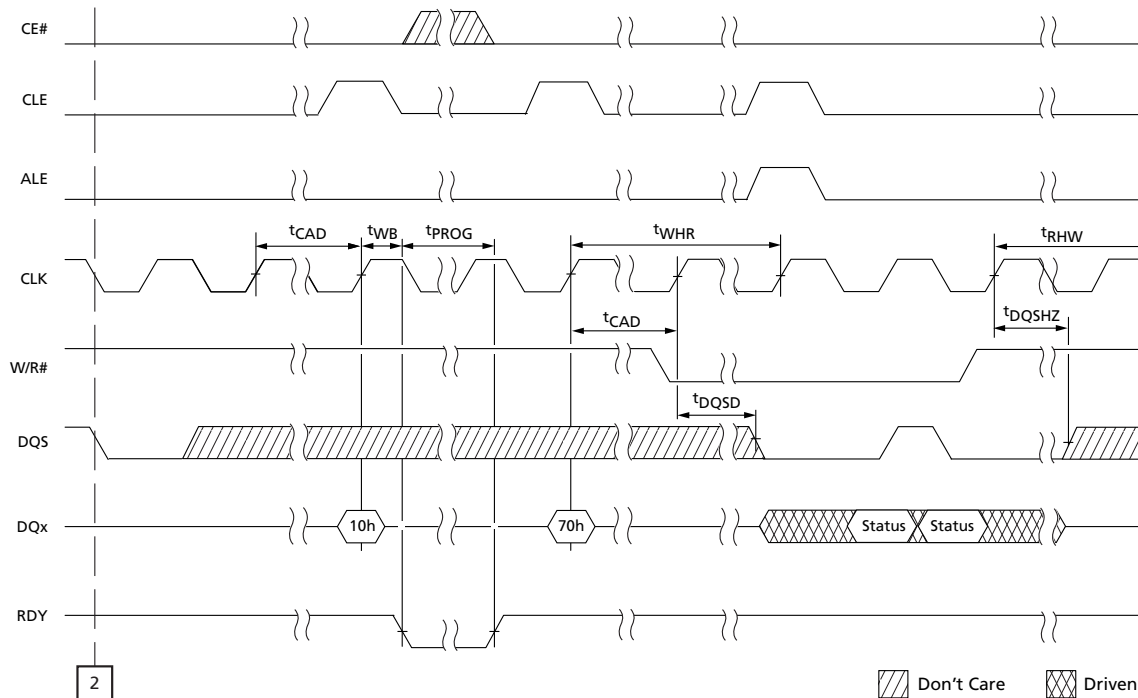 CE#
CLE
ALE
tCAD tWB tPROG tWHR tRHW
CLK
tCAD tDQSHZ
W/R#
tDQSD
DQS
DQx 10h 70h Status Status
RDY
2 Don't Care Driven